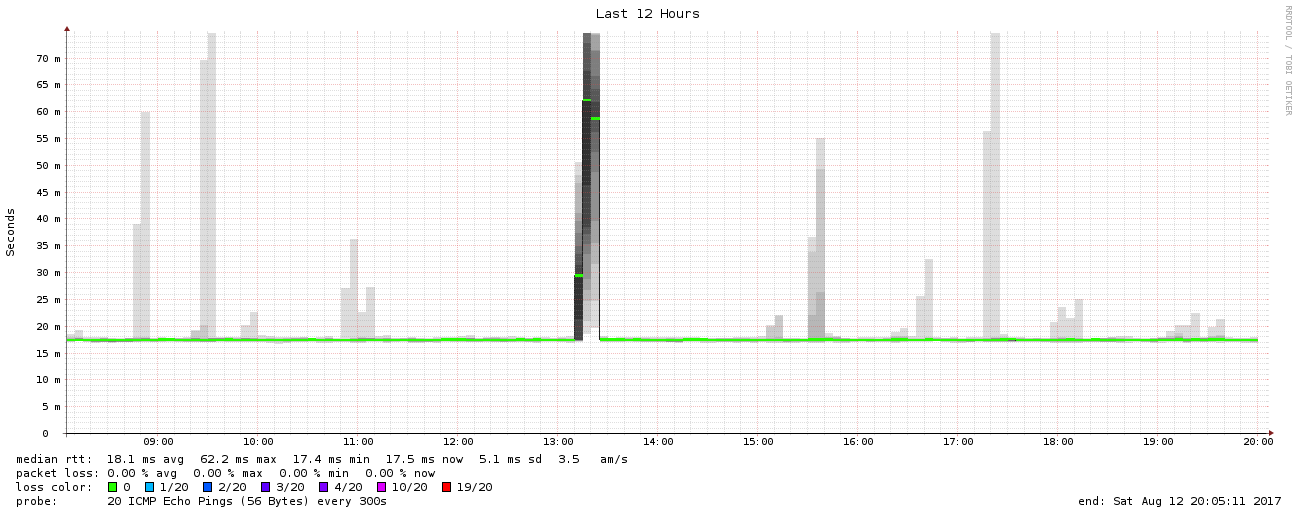 Last 12 Hours
RRDTOOL / TOBI OETIKER
Seconds
70 m
65 m
60 m
55 m
50 m
45 m
40 m
35 m
30 m
25 m
20 m
15 m
10 m
5 m
0
09:00 10:00 11:00 12:00 13:00 14:00 15:00 16:00 17:00 18:00 19:00 20:00
median rtt: 18.1 ms avg 62.2 ms max 17.4 ms min 17.5 ms now 5.1 ms sd 3.5 am/s
packet loss: 0.00 % avg 0.00 % max 0.00 % min 0.00 % now
loss color: 0 1/20 2/20 3/20 4/20 10/20 19/20
probe: 20 ICMP Echo Pings (56 Bytes) every 300s end: Sat Aug 12 20:05:11 2017